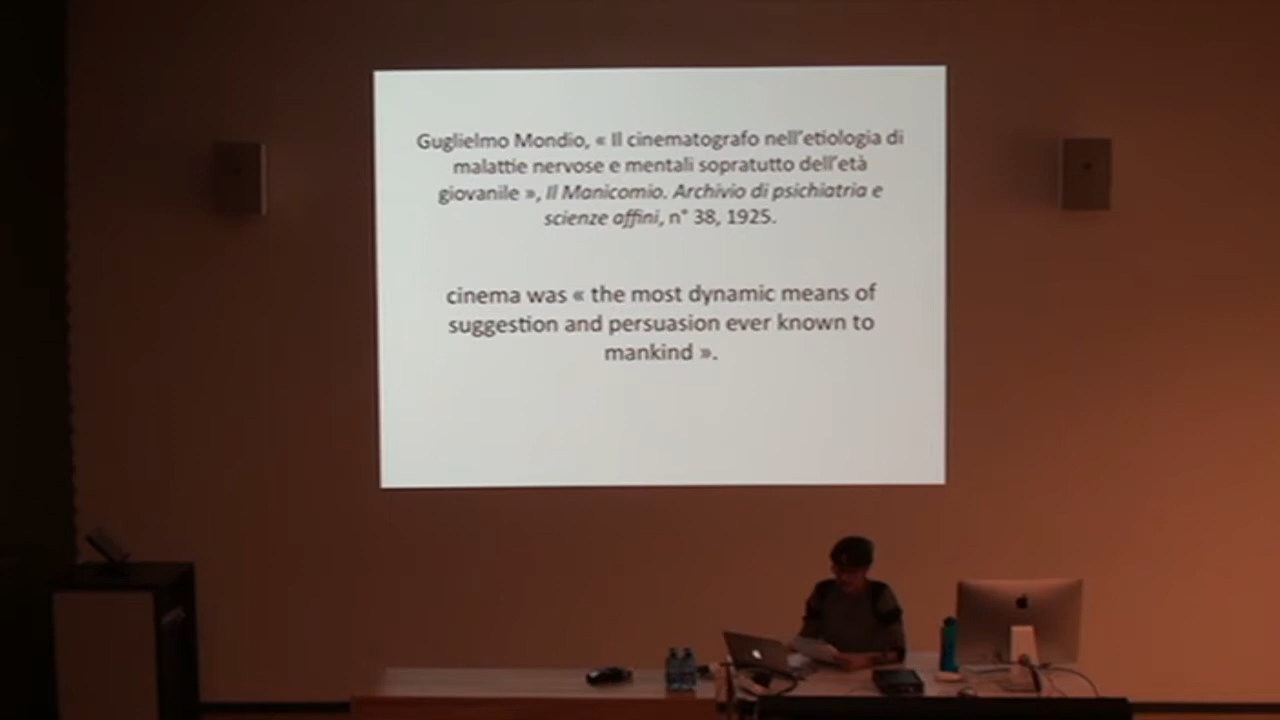 Guglielmo Mondio, « Il cinematografo nell'etiologia di
malattie nervose e mentali sopratutto dell'età
giovanile », Il Manicomio. Archivio di psichiatria e
scienze affini, n° 38, 1925.
cinema was « the most dynamic means of
suggestion and persuasion ever known to
mankind ».